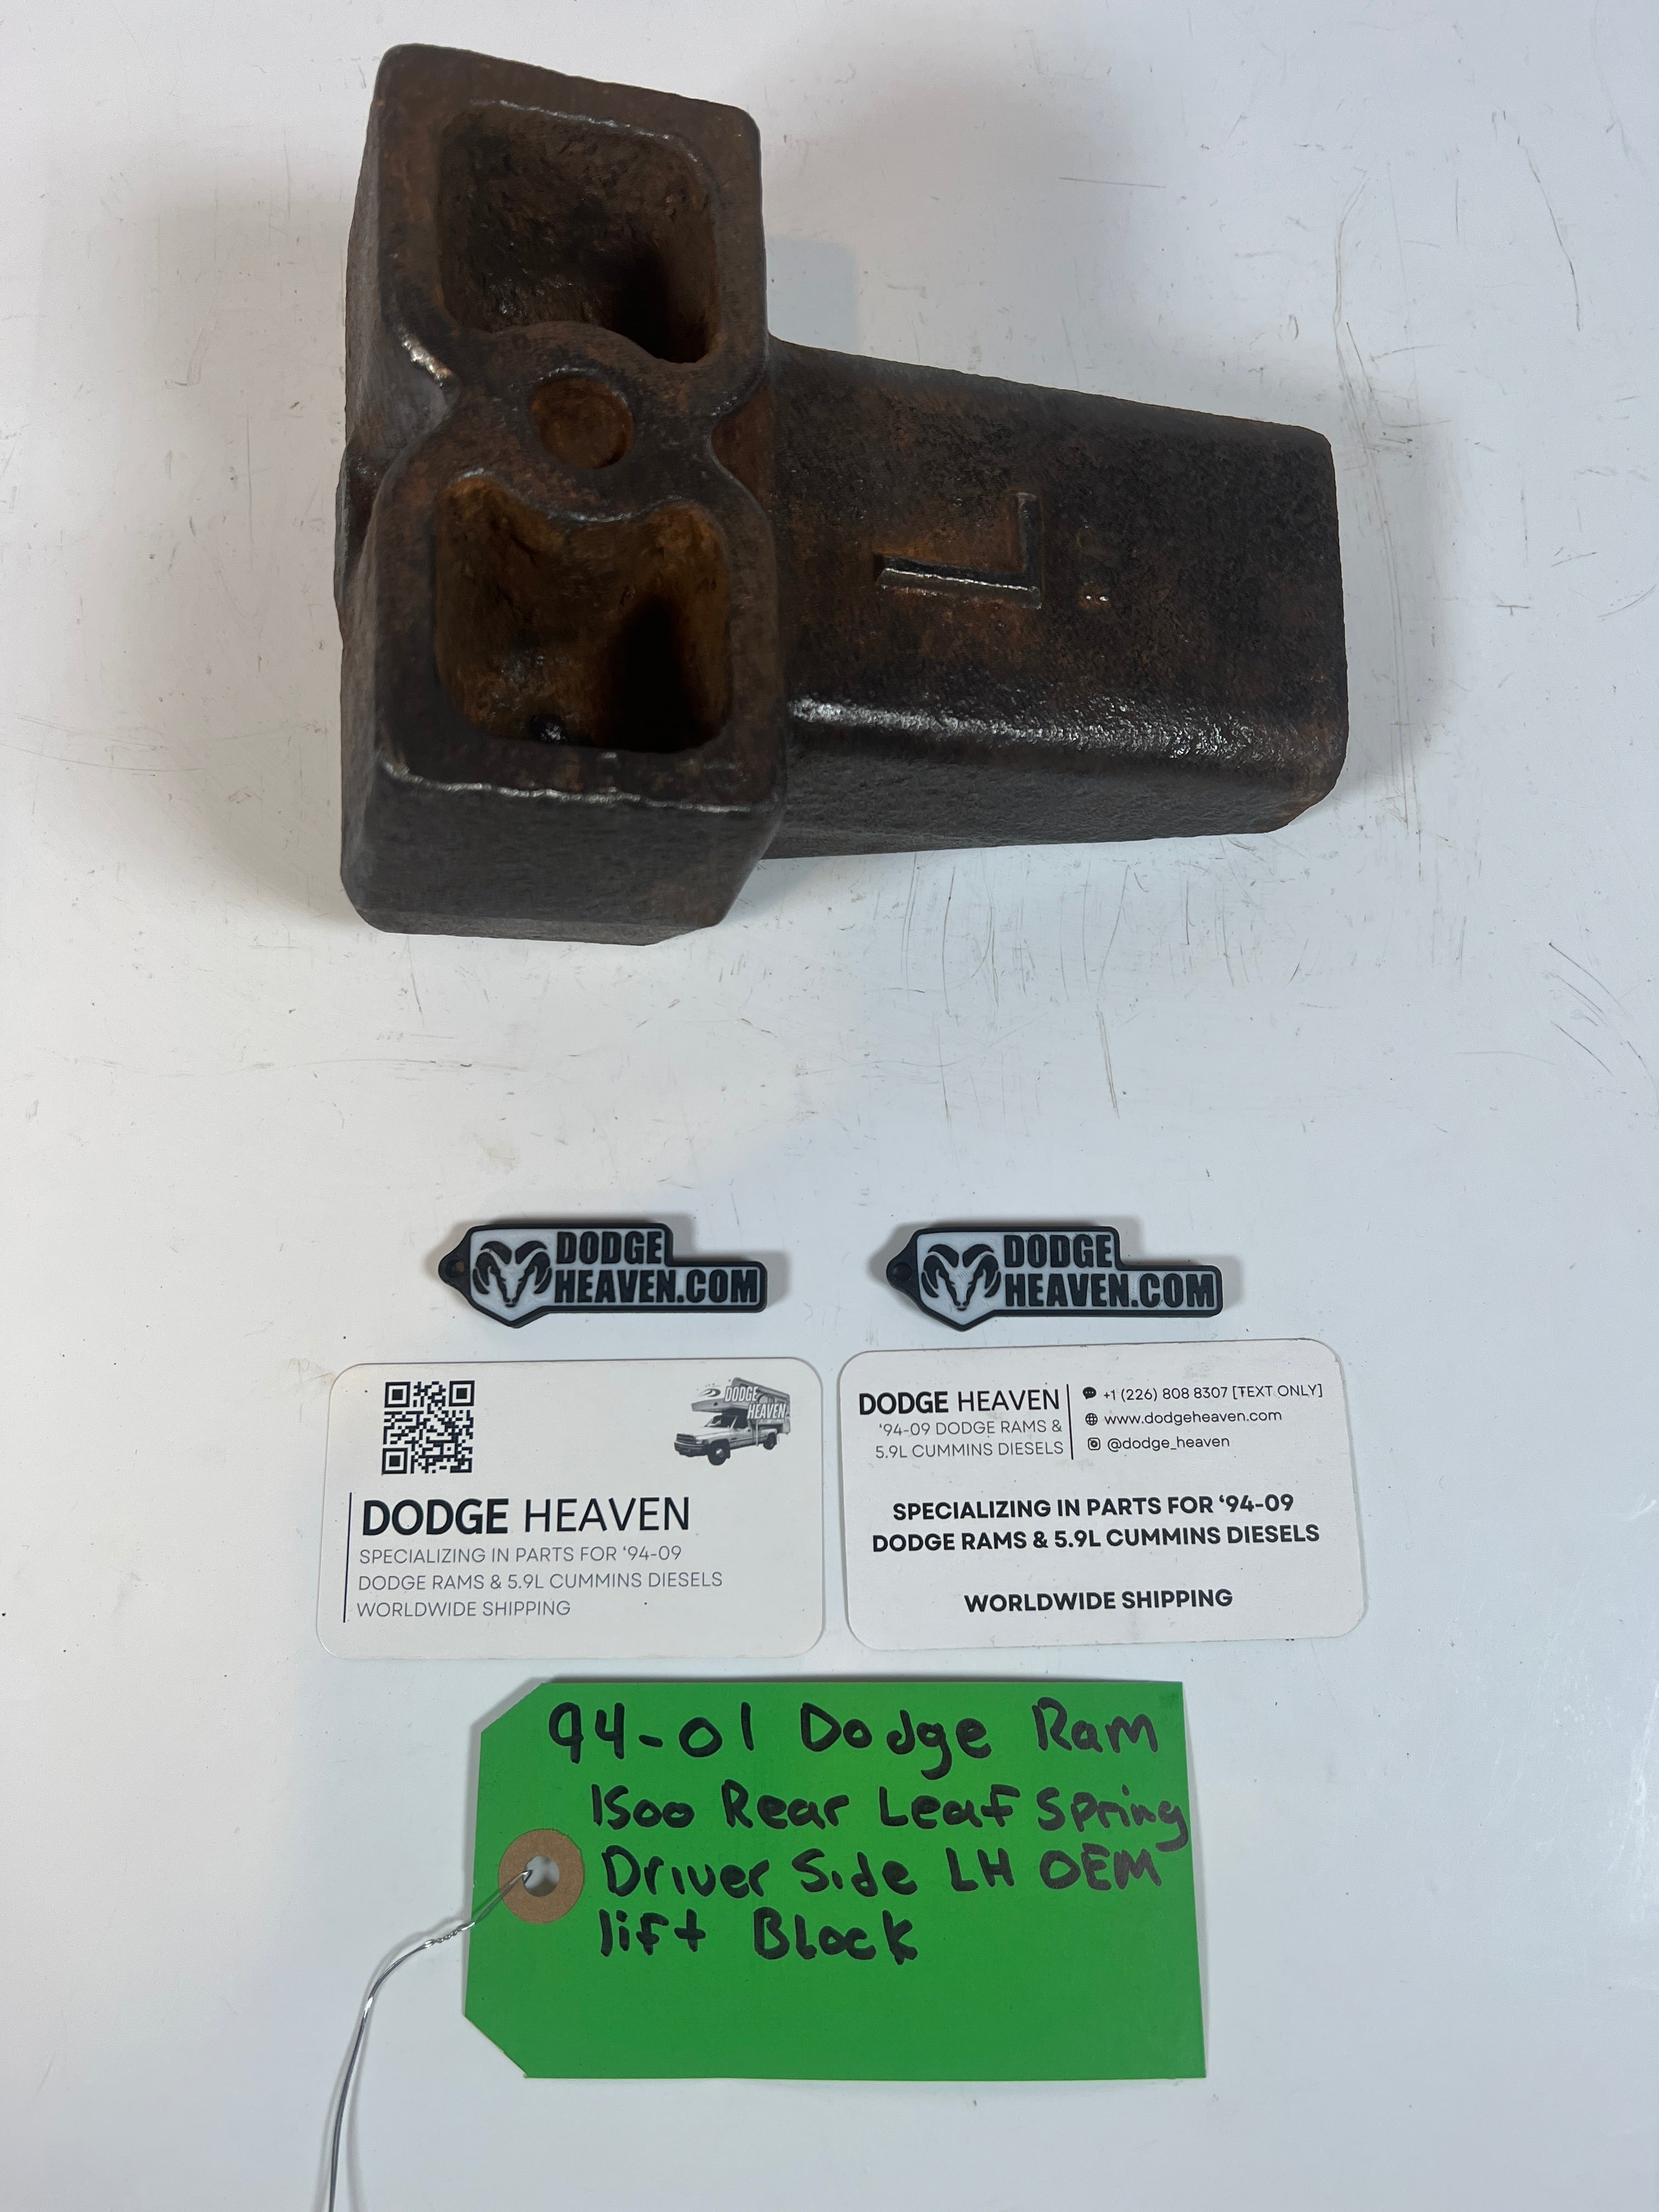 L
DODGE
HEAVEN.COM
DODGE
HEAVEN.COM
DODGE
HEAVEN
DODGE HEAVEN
SPECIALIZING IN PARTS FOR ‘94-09
DODGE RAMS & 5.9L CUMMINS DIESELS
WORLDWIDE SHIPPING
DODGE HEAVEN
‘94-09 DODGE RAMS &
5.9L CUMMINS DIESELS
+1 (226) 808 8307 [TEXT ONLY]
www.dodgeheaven.com
@dodge_heaven
SPECIALIZING IN PARTS FOR ‘94-09
DODGE RAMS & 5.9L CUMMINS DIESELS
WORLDWIDE SHIPPING
94-01 Dodge Ram
1500 Rear Leaf Spring
Driver Side LH OEM
lift Block